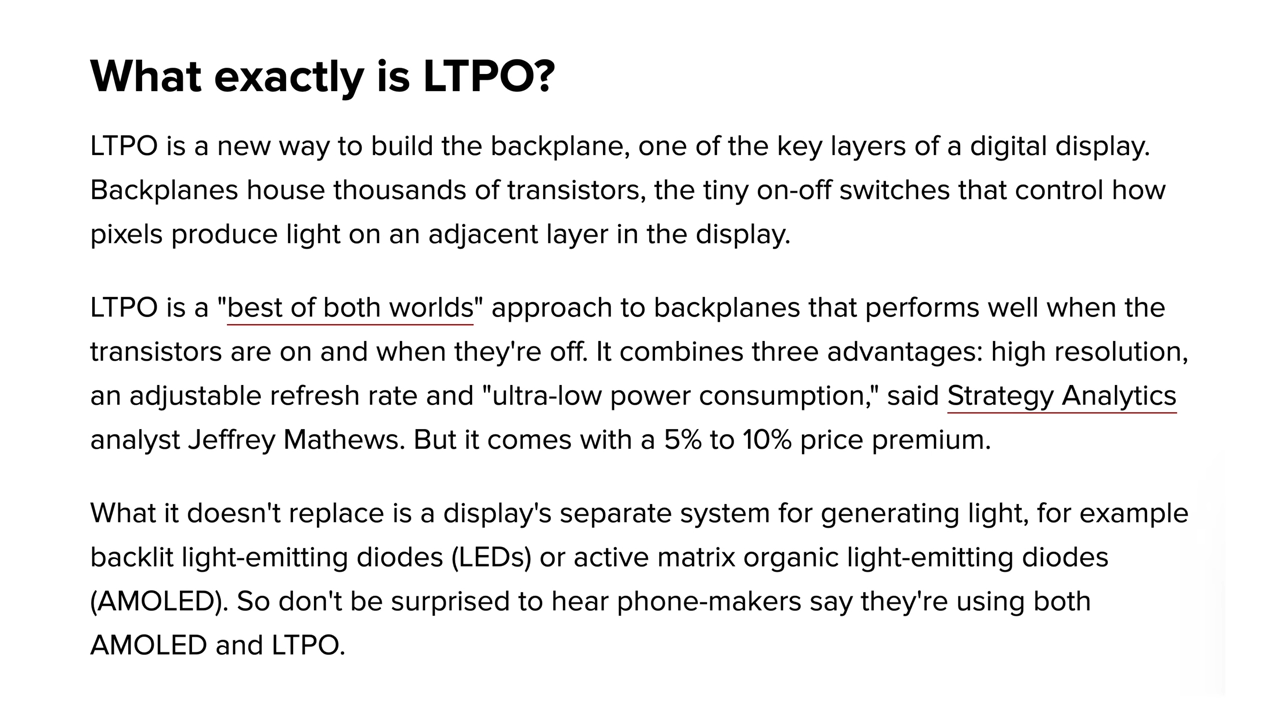 What exactly is LTPO?
LTPO is a new way to build the backplane, one of the key layers of a digital display.
Backplanes house thousands of transistors, the tiny on-off switches that control how
pixels produce light on an adjacent layer in the display.
LTPO is a "best of both worlds" approach to backplanes that performs well when the
transistors are on and when they're off. It combines three advantages: high resolution,
an adjustable refresh rate and "ultra-low power consumption," said Strategy Analytics
analyst Jeffrey Mathews. But it comes with a 5% to 10% price premium.
What it doesn't replace is a display's separate system for generating light, for example
backlit light-emitting diodes (LEDs) or active matrix organic light-emitting diodes
(AMOLED). So don't be surprised to hear phone-makers say they're using both
AMOLED and LTPO.